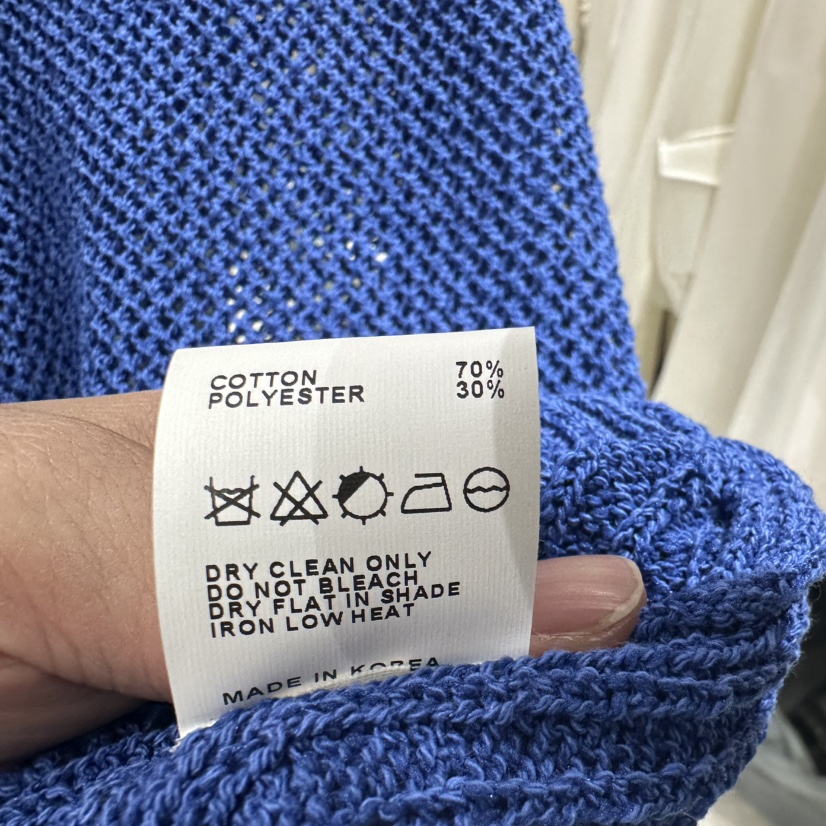 COTTON 70%
POLYESTER 30%
DRY CLEAN ONLY
DO NOT BLEACH
DRY FLAT IN SHADE
IRON LOW HEAT
MADE IN KOREA